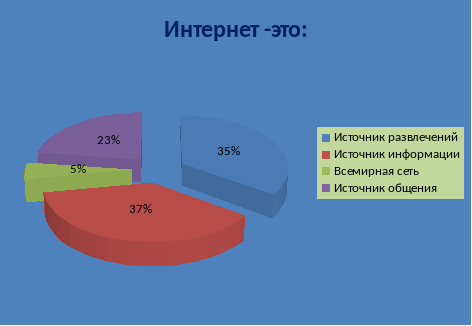 Интернет -это:
23%
35%
5%
37%
Источник развлечений
Источник информации
Всемирная сеть
Источник общения